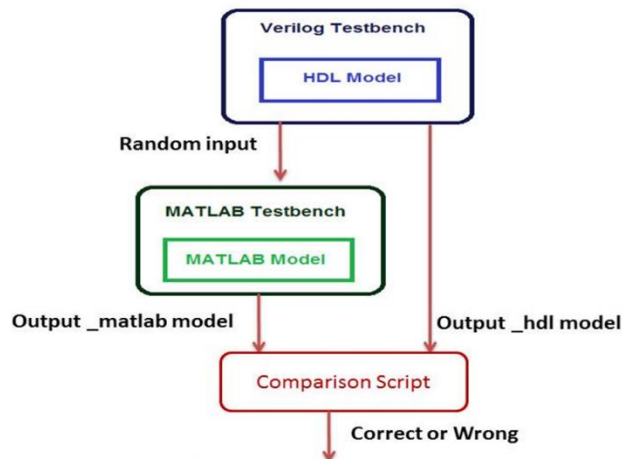 Verilog Testbench
HDL Model
Random input
MATLAB Testbench
MATLAB Model
Output _matlab model
Output _hdl model
Comparison Script
Correct or Wrong